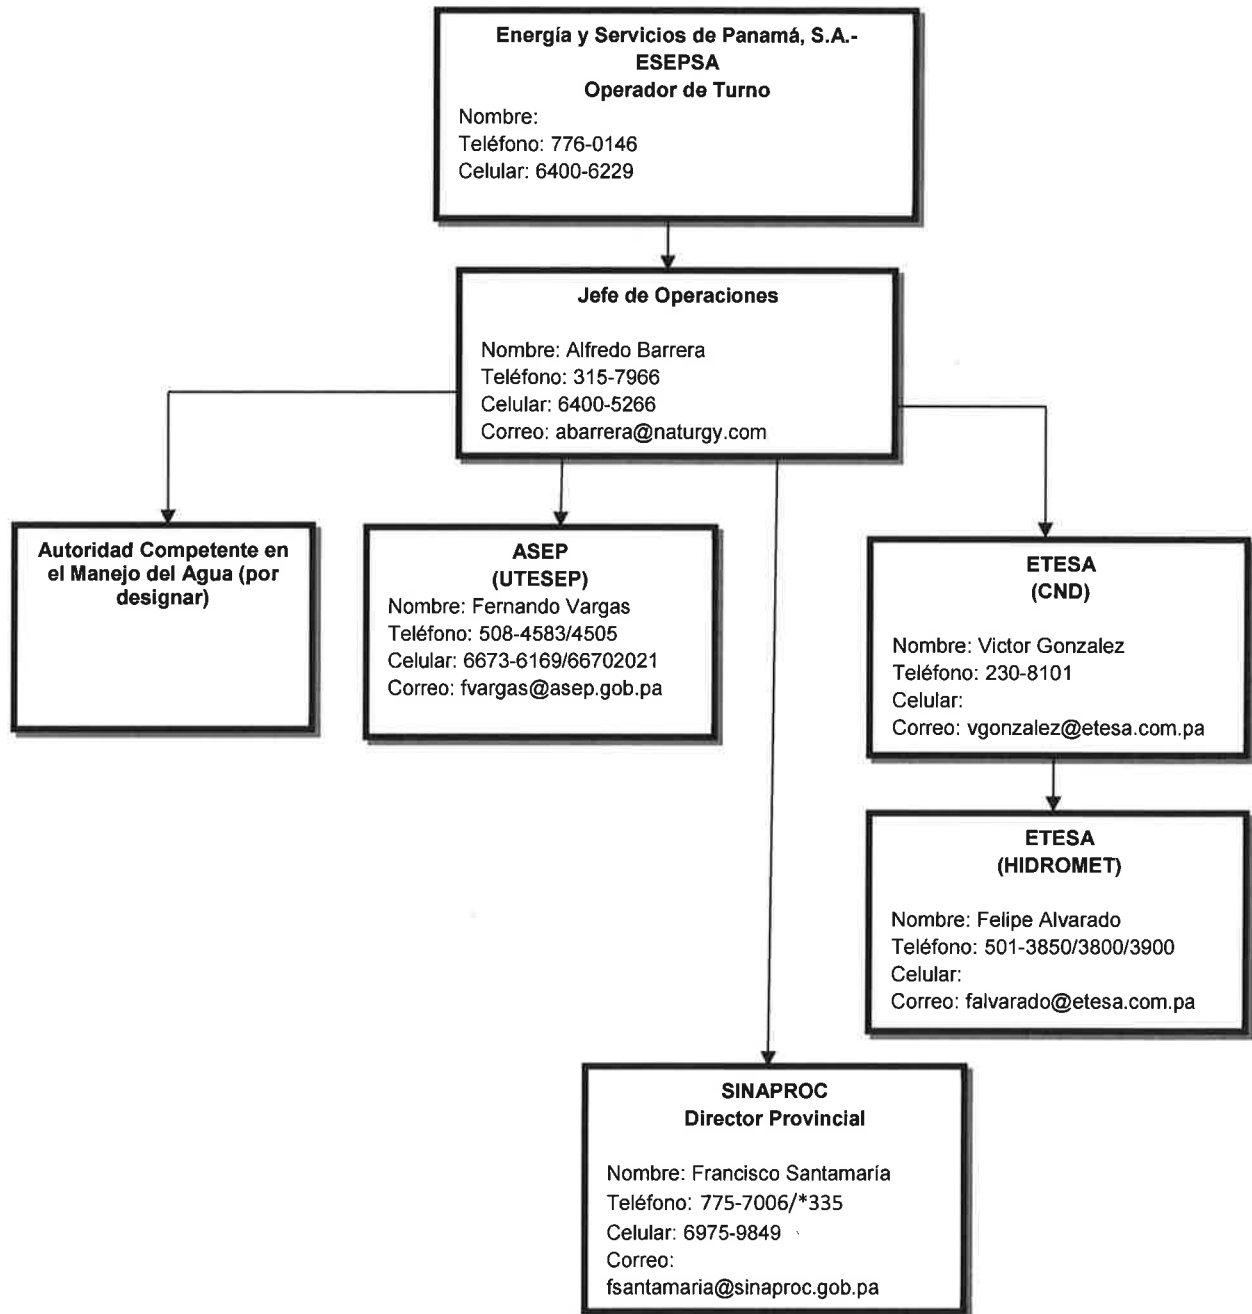 Energía y Servicios de Panamá, S.A.-
ESEPSA
Operador de Turno
Nombre:
Teléfono: 776-0146
Celular: 6400-6229
Jefe de Operaciones
Nombre: Alfredo Barrera
Teléfono: 315-7966
Celular: 6400-5266
Correo: abarrera@naturgy.com
Autoridad Competente en
el Manejo del Agua (por
designar)
ASEP
(UTESEP)
Nombre: Fernando Vargas
Teléfono: 508-4583/4505
Celular: 6673-6169/66702021
Correo: fvargas@asep.gob.pa
ETESA
(CND)
Nombre: Victor Gonzalez
Teléfono: 230-8101
Celular:
Correo: vgonzalez@etesa.com.pa
ETESA
(HIDROMET)
Nombre: Felipe Alvarado
Teléfono: 501-3850/3800/3900
Celular:
Correo: falvarado@etesa.com.pa
SINAPROC
Director Provincial
Nombre: Francisco Santamaría
Teléfono: 775-7006/*335
Celular: 6975-9849
Correo:
fsantamaria@sinaproc.gob.pa